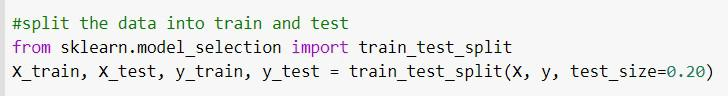 #split the data into train and test
from sklearn.model_selection import train_test_split
X_train, X_test, y_train, y_test = train_test_split(X, y, test_size=0.20)